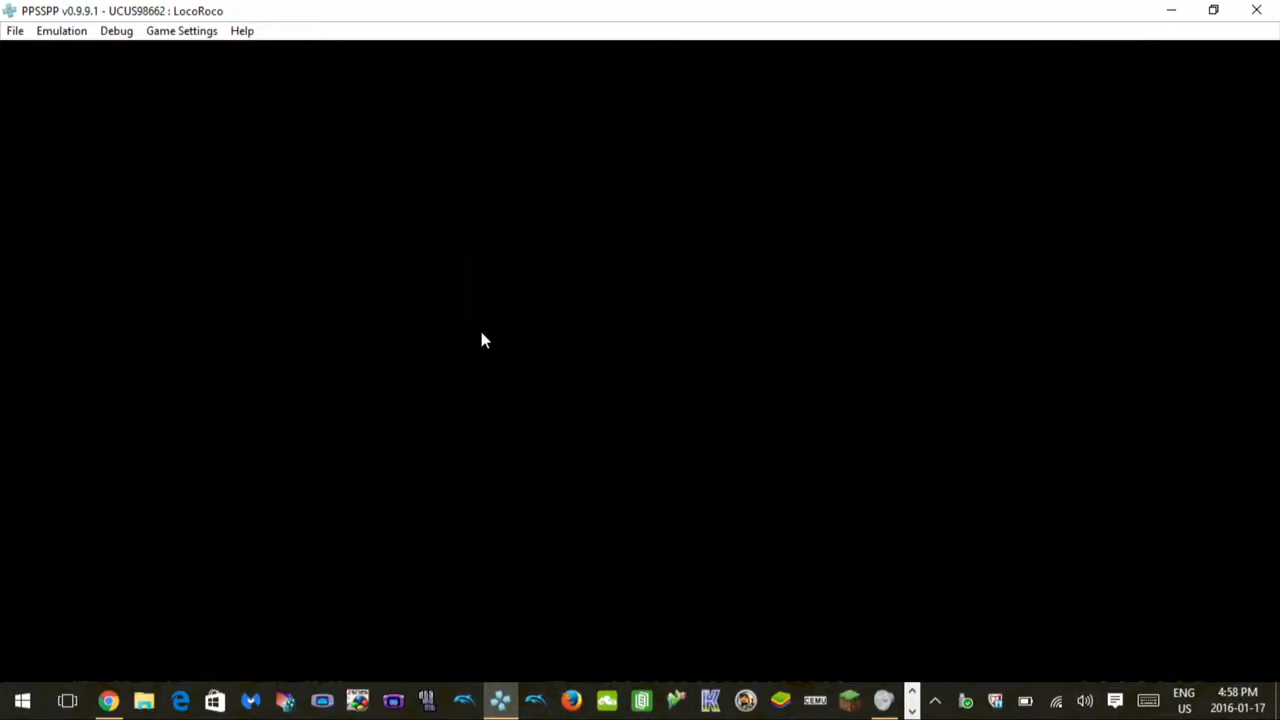 PPSSPP v0.9.9.1 - UCUS98662 : LocoRoco
File Emulation Debug Game Settings Help
CEMU
ENG 4:58 PM
US 2016-01-17